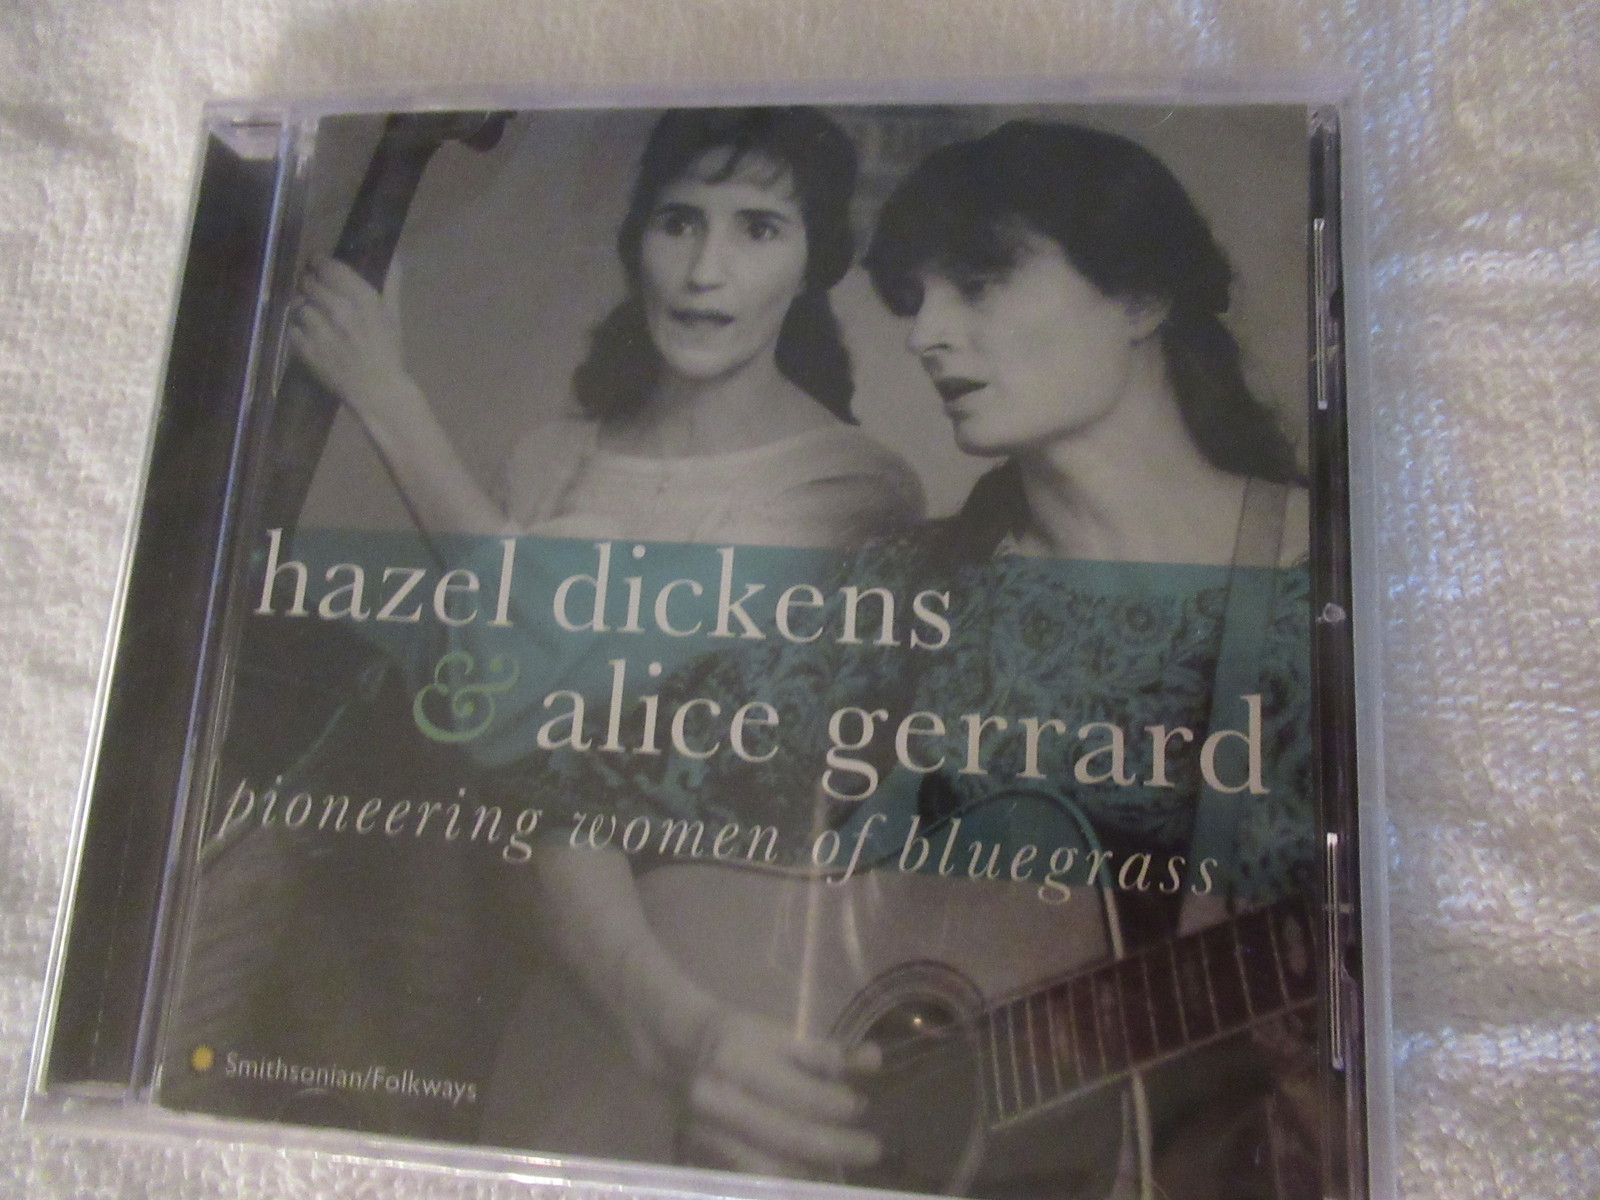 hazel dickens
& alice gerrard
pioneering women of bluegrass
Smithsonian/Folkways